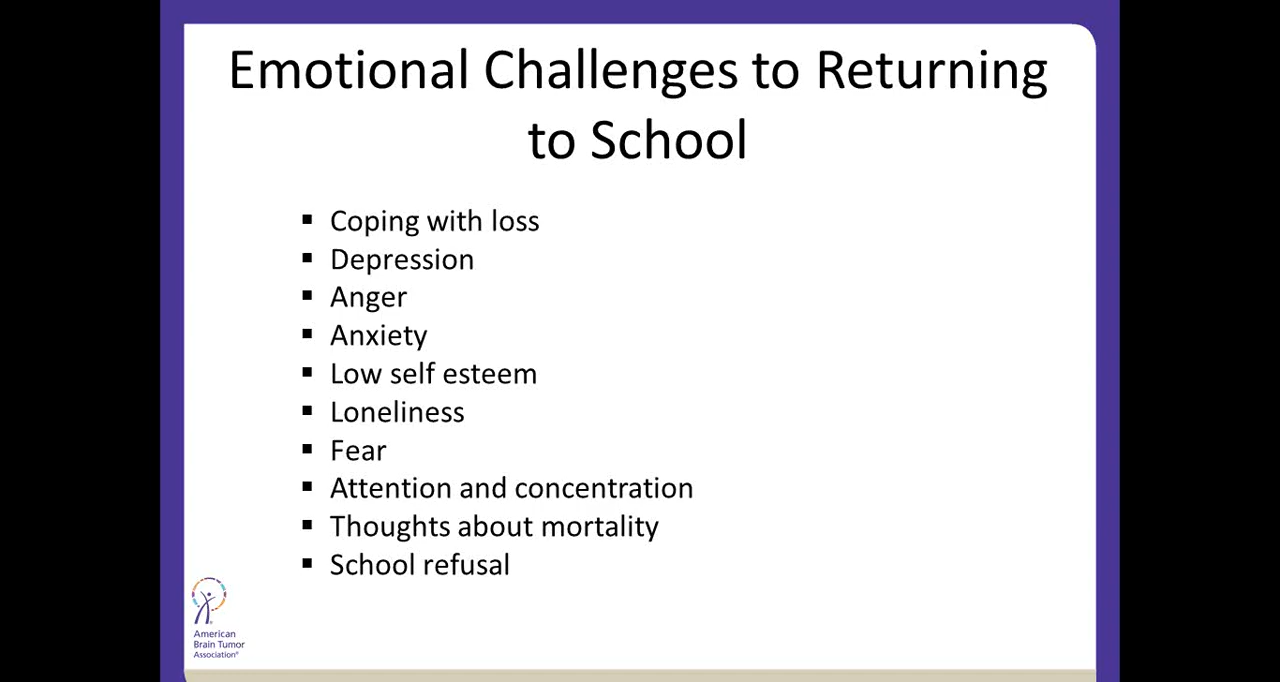 Emotional Challenges to Returning
to School
▪ Coping with loss
▪ Depression
▪ Anger
▪ Anxiety
▪ Low self esteem
▪ Loneliness
▪ Fear
▪ Attention and concentration
▪ Thoughts about mortality
▪ School refusal
American
Brain Tumor
Association®